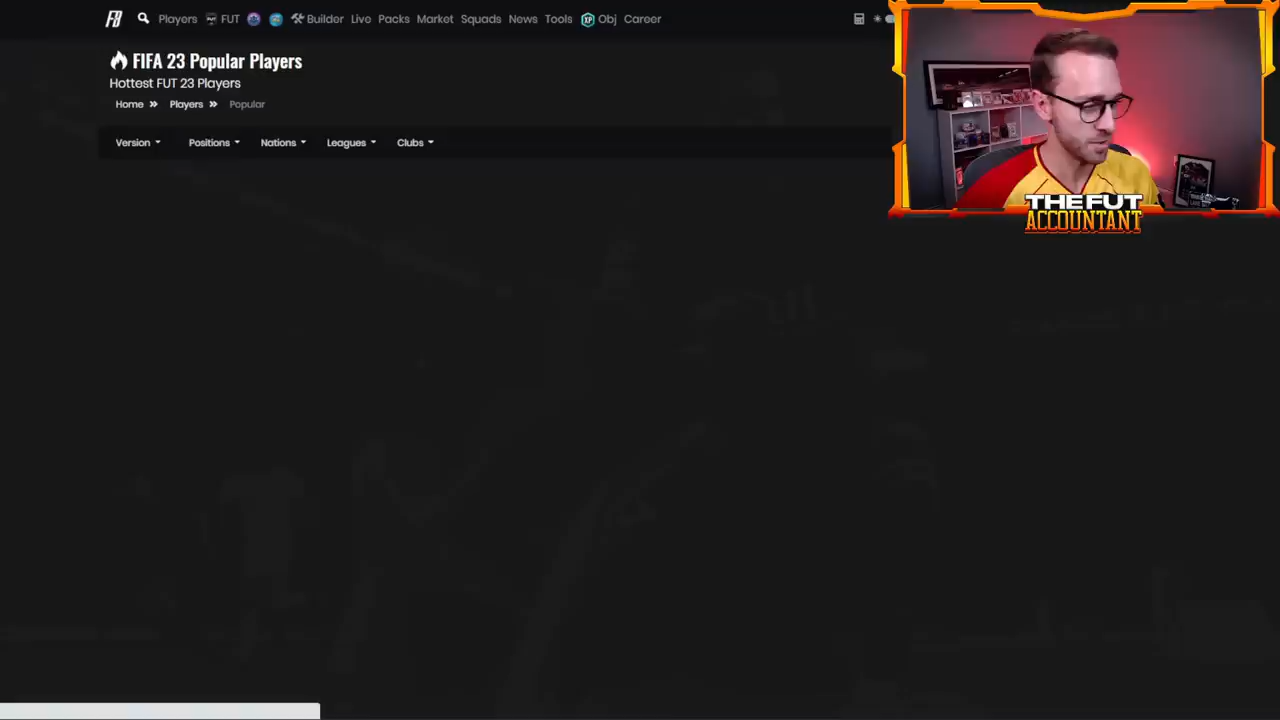 Players FUT Builder Live Packs Market Squads News Tools XP Obj Career
FIFA 23 Popular Players
Hottest FUT 23 Players
Home » Players » Popular
Version Positions Nations Leagues Clubs
THE FUT
ACCOUNTANT